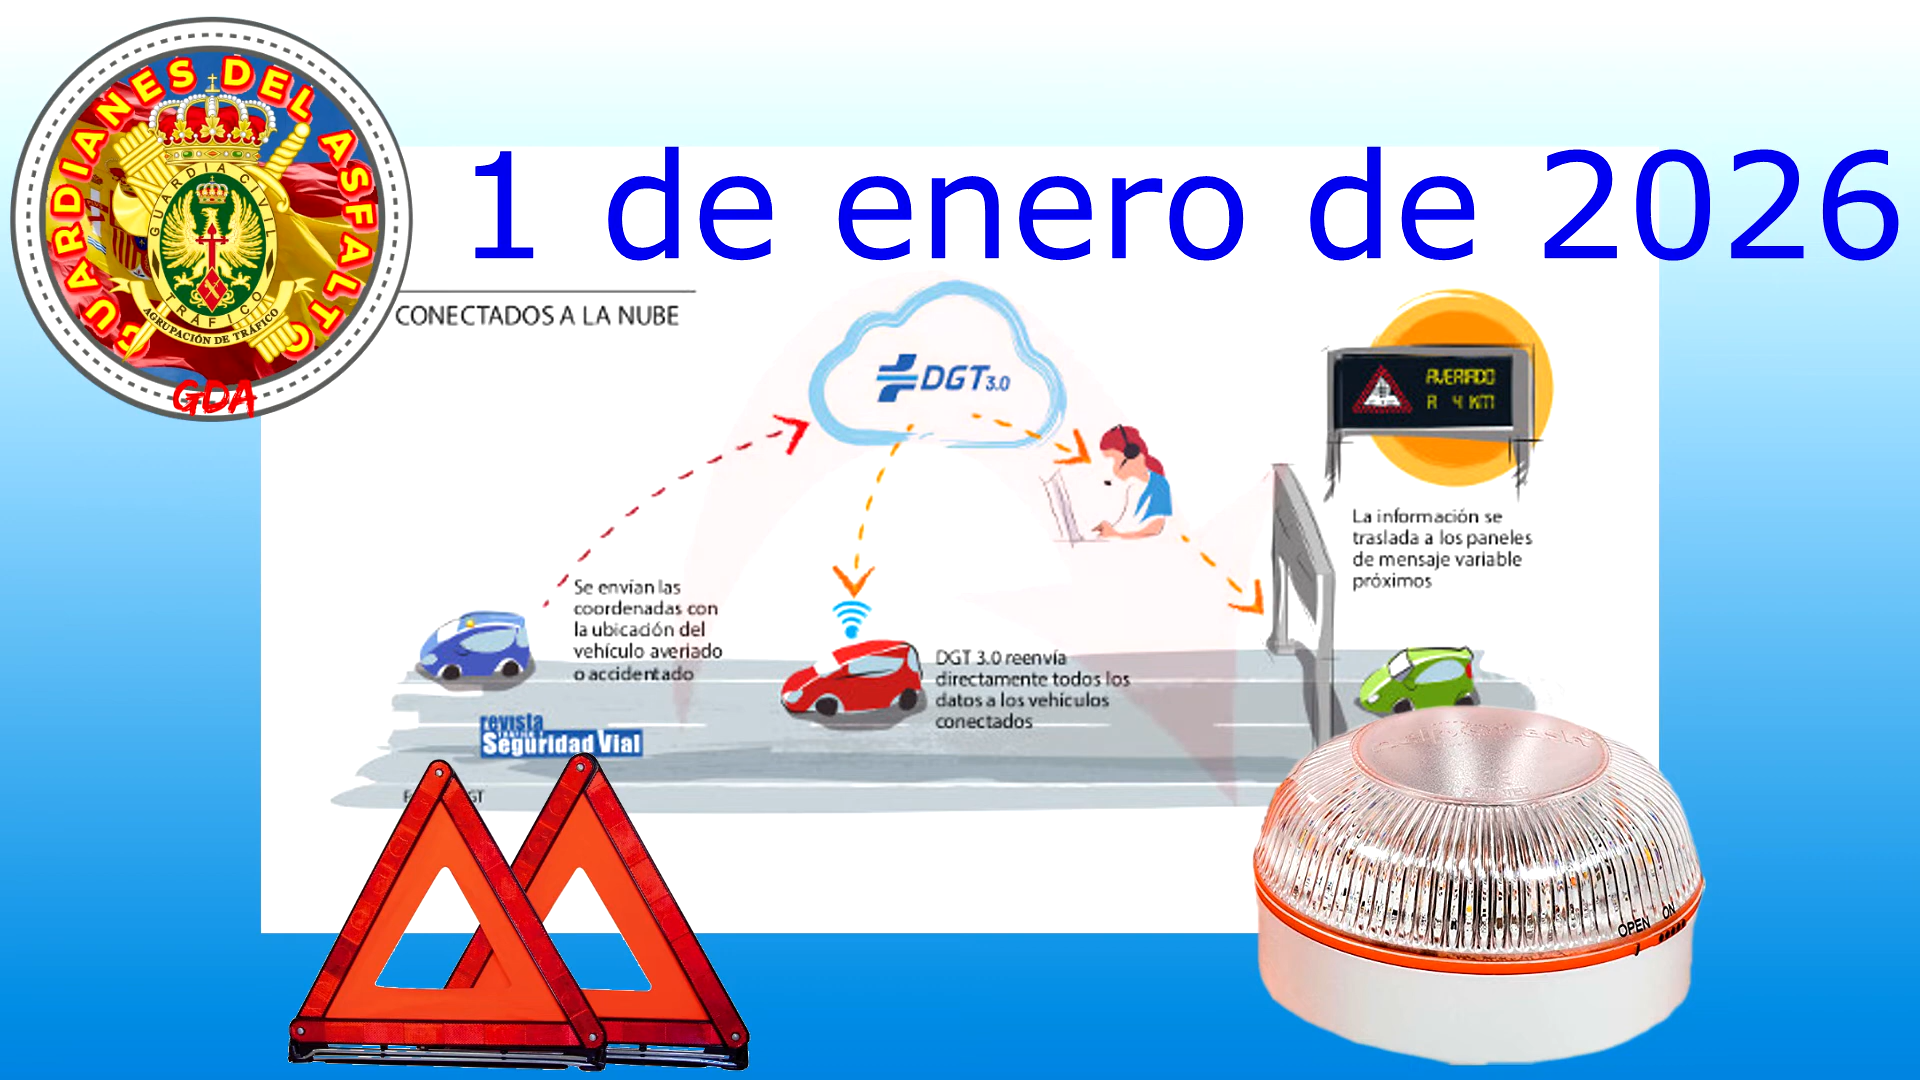 GUARDIANES DEL ASFALTO
GUARDIA CIVIL
TRÁFICO
AGRUPACIÓN DE TRÁFICO
GDA
1 de enero de 2026
CONECTADOS A LA NUBE
DGT 3.0
AVERIADO
A 4 KM
La información se
traslada a los paneles
de mensaje variable
próximos
Se envían las
coordenadas con
la ubicación del
vehículo averiado
o accidentado
DGT 3.0 reenvía
directamente todos los
datos a los vehículos
conectados
revista
Seguridad Vial
OPEN ON